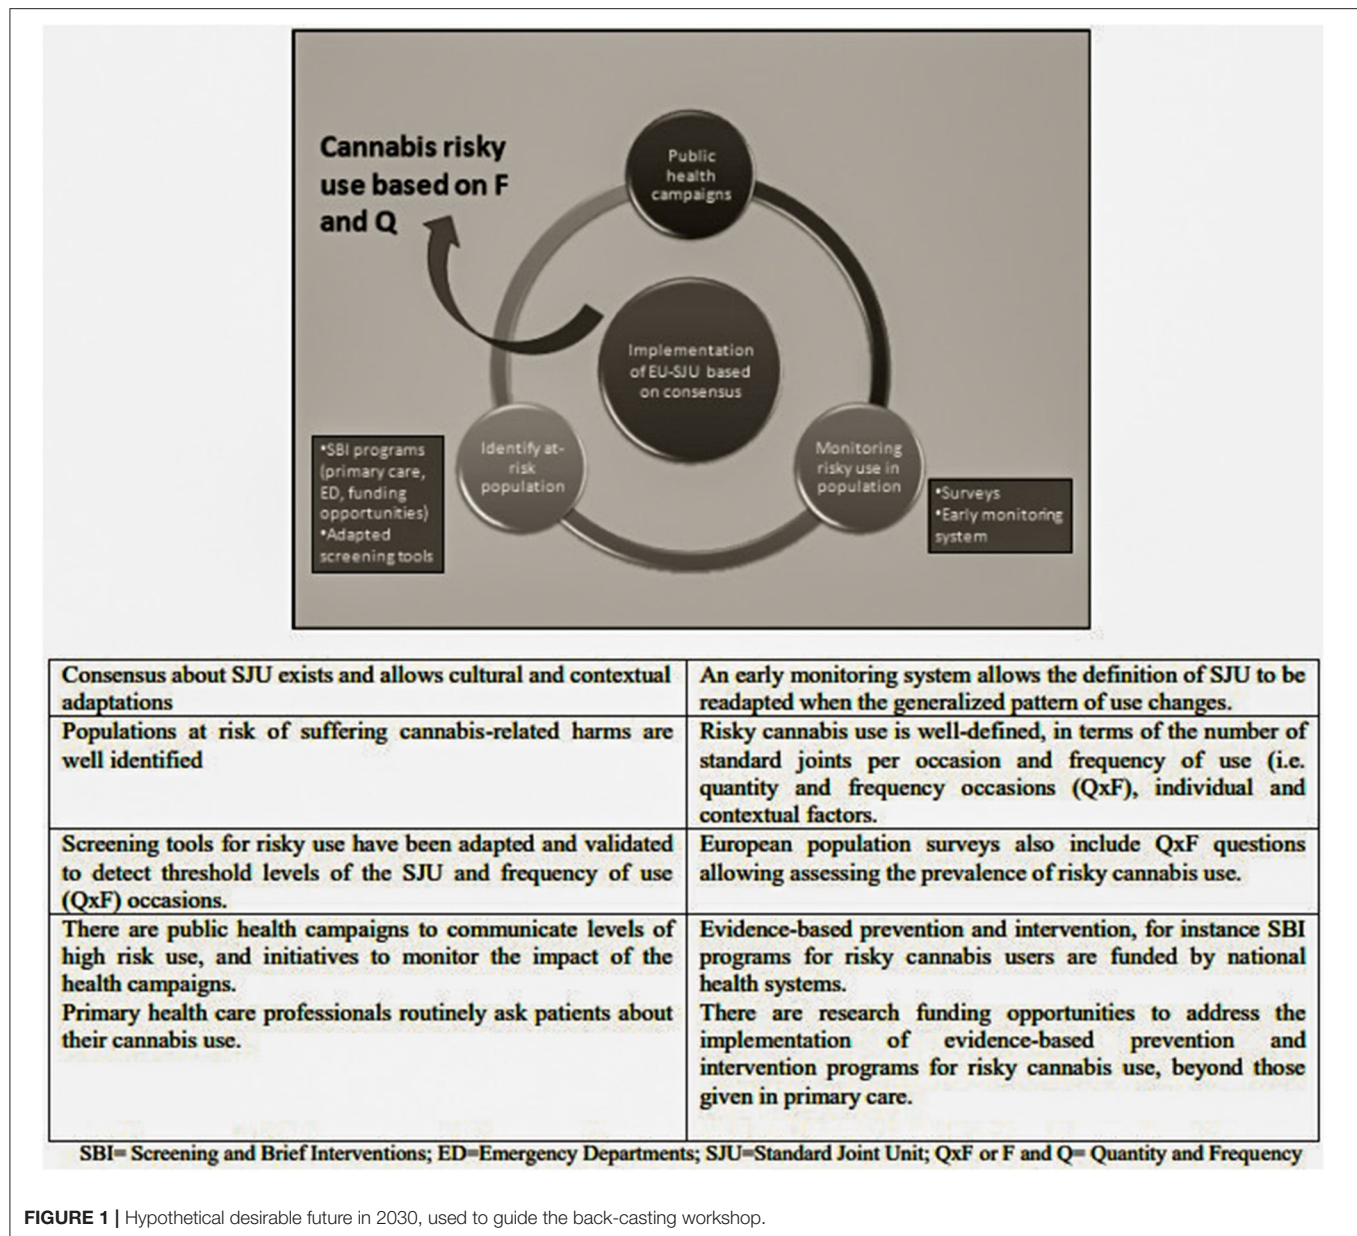 Cannabis risky
use based on F
and Q
Public
health
campaigns
Implementation
of EU-SJU based
on consensus
Identify at-
risk
population
Monitoring
risky use in
population
•SBI programs
(primary care,
ED, funding
opportunities)
•Adapted
screening tools
•Surveys
•Early monitoring
system
Consensus about SJU exists and allows cultural and contextual
adaptations
An early monitoring system allows the definition of SJU to be
readapted when the generalized pattern of use changes.
Populations at risk of suffering cannabis-related harms are
well identified
Risky cannabis use is well-defined, in terms of the number of
standard joints per occasion and frequency of use (i.e.
quantity and frequency occasions (QxF), individual and
contextual factors.
Screening tools for risky use have been adapted and validated
to detect threshold levels of the SJU and frequency of use
(QxF) occasions.
European population surveys also include QxF questions
allowing assessing the prevalence of risky cannabis use.
There are public health campaigns to communicate levels of
high risk use, and initiatives to monitor the impact of the
health campaigns.
Primary health care professionals routinely ask patients about
their cannabis use.
Evidence-based prevention and intervention, for instance SBI
programs for risky cannabis users are funded by national
health systems.
There are research funding opportunities to address the
implementation of evidence-based prevention and
intervention programs for risky cannabis use, beyond those
given in primary care.
SBI= Screening and Brief Interventions; ED=Emergency Departments; SJU=Standard Joint Unit; QxF or F and Q= Quantity and Frequency
FIGURE 1 | Hypothetical desirable future in 2030, used to guide the back-casting workshop.